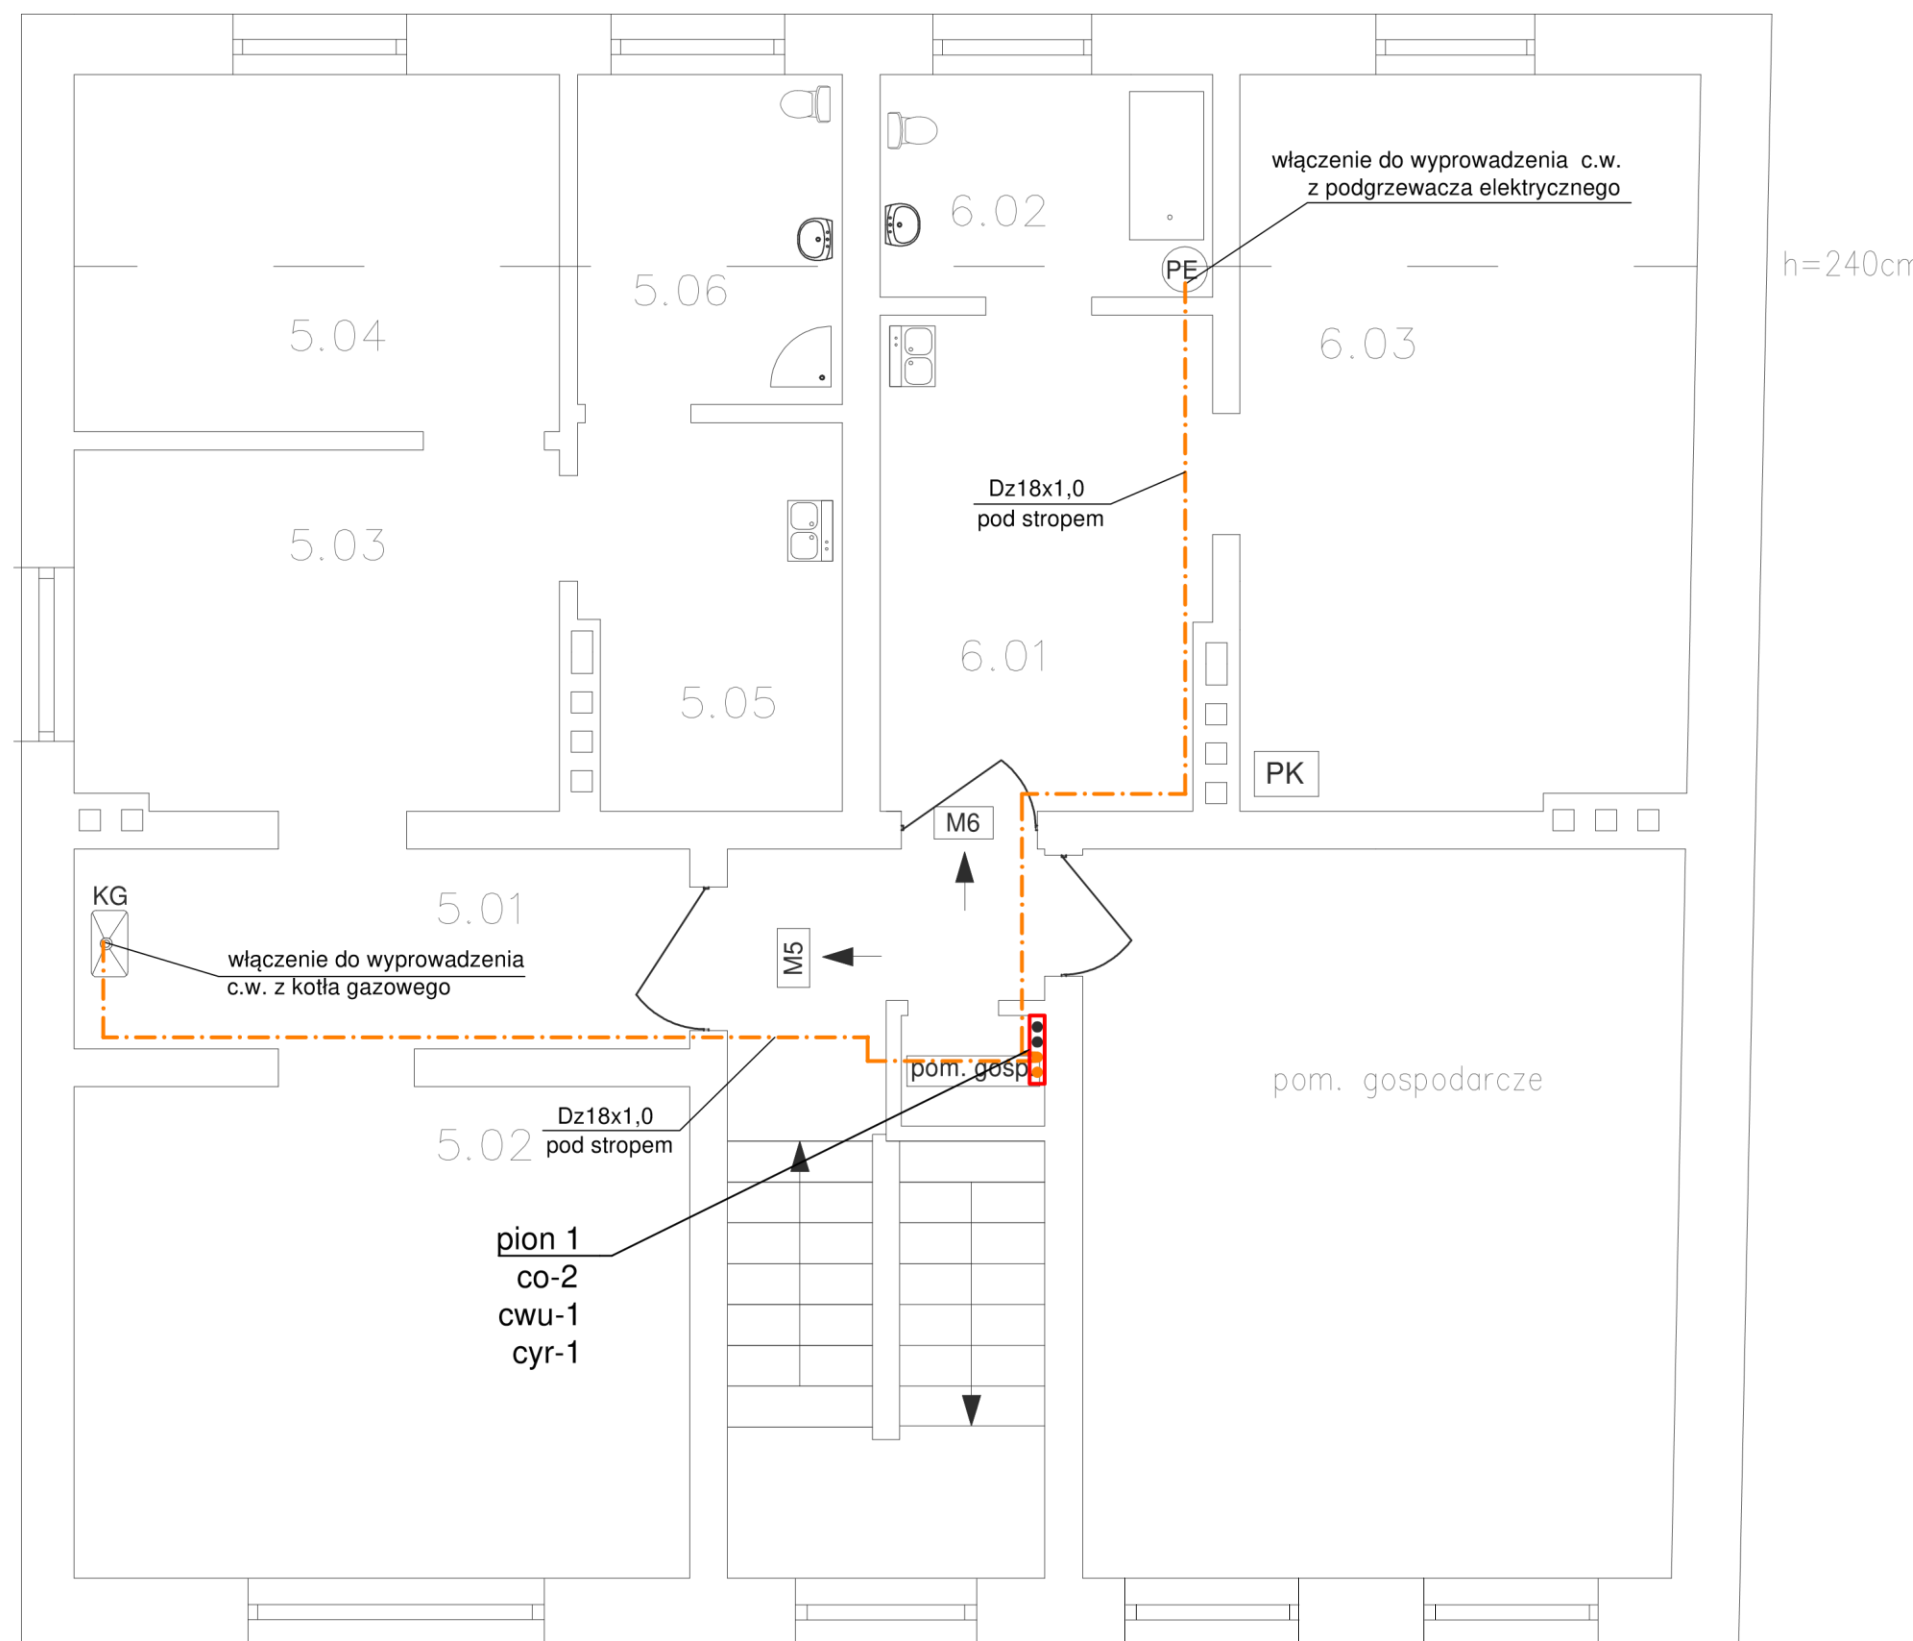 włączenie do wyprowadzenia c.w.
z podgrzewacza elektrycznego
6.02
PE
h=240cm
5.06
5.04
6.03
Dz18x1,0
pod stropem
5.03
6.01
5.05
PK
M6
KG
5.01
włączenie do wyprowadzenia
c.w. z kotła gazowego
M5
pom. gosp
pom. gospodarcze
Dz18x1,0
pod stropem
5.02
pion 1
co-2
cwu-1
cyr-1